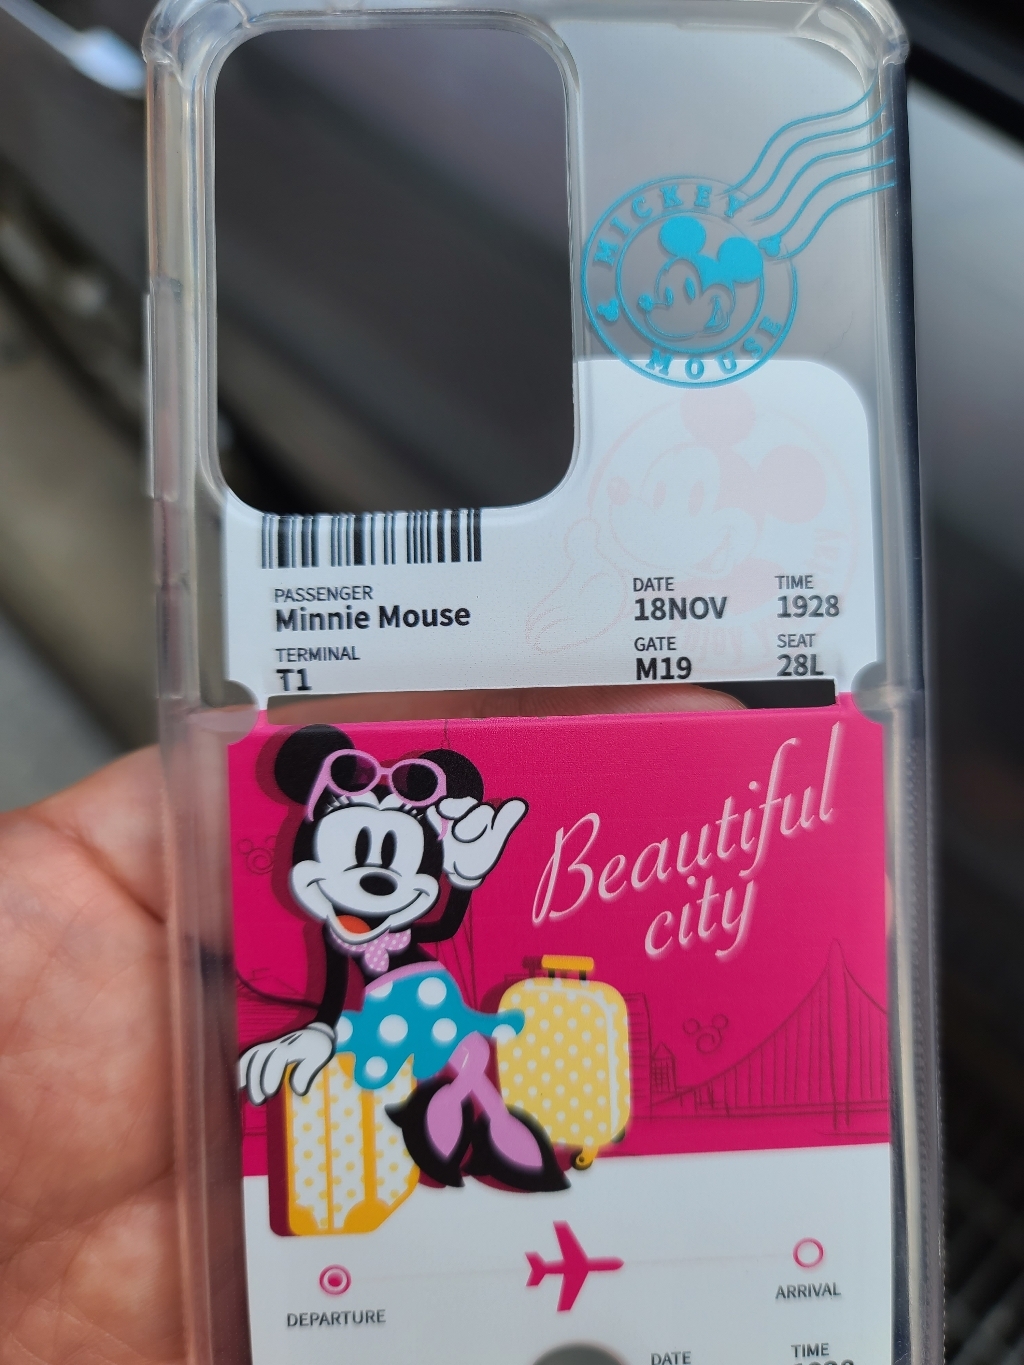 MICKEY
MOUSE
PASSENGER
Minnie Mouse
DATE
18NOV
TIME
1928
TERMINAL
T1
GATE
M19
SEAT
28L
Beautiful
city
DEPARTURE
ARRIVAL
DATE
TIME